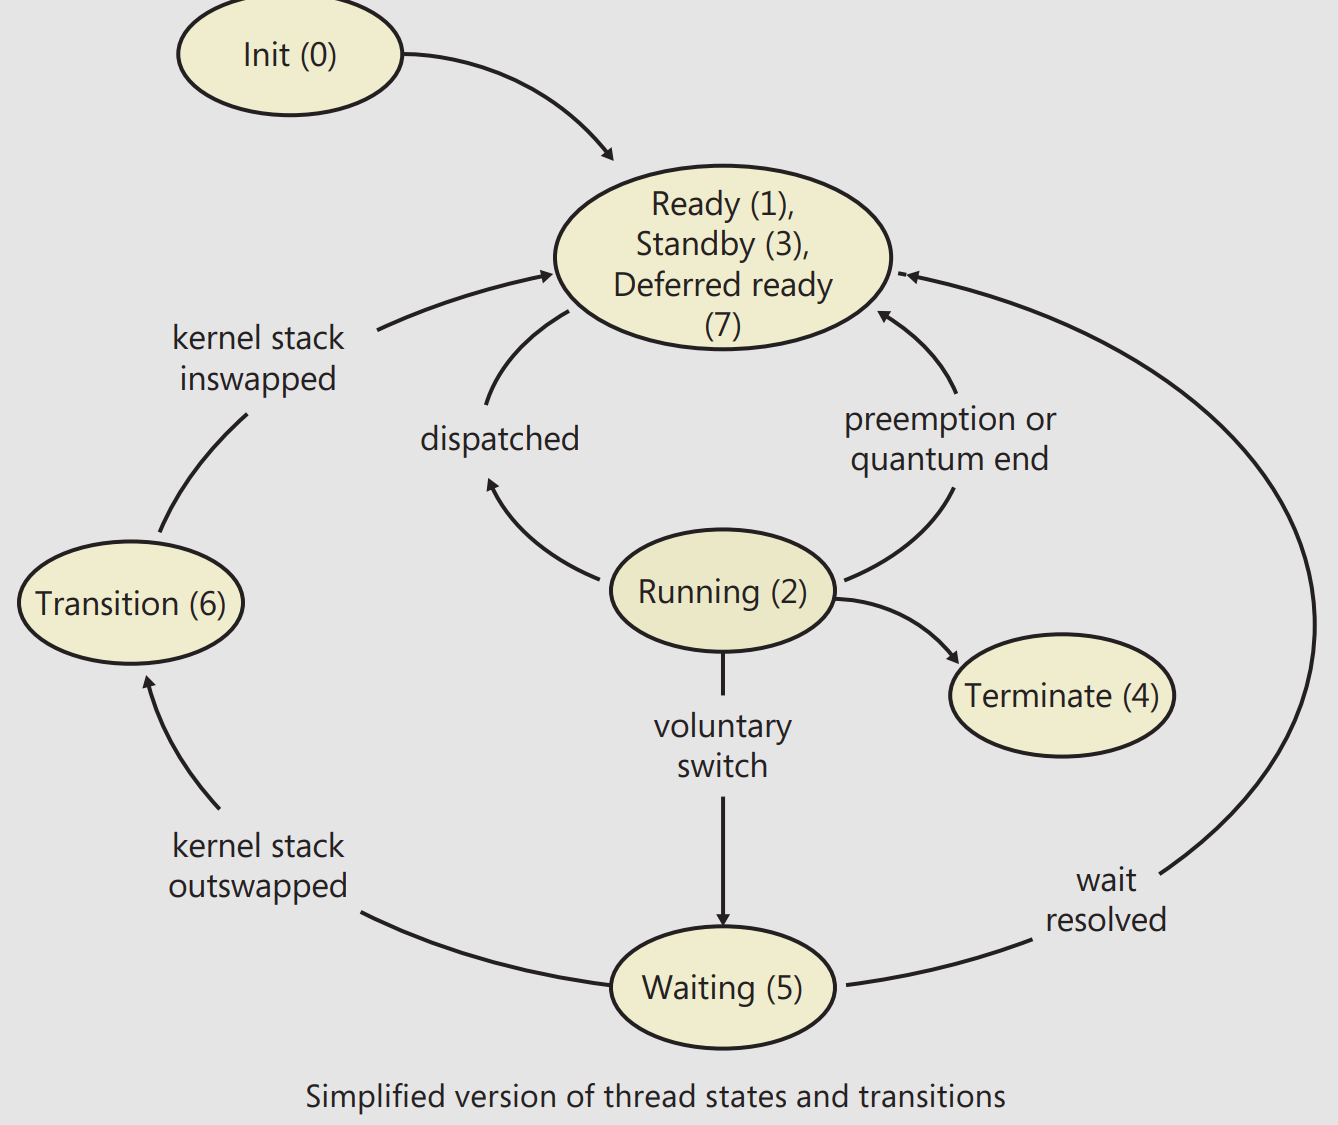 Init (0)
Ready (1),
Standby (3),
Deferred ready
(7)
kernel stack
inswapped
dispatched
preemption or
quantum end
Transition (6)
Running (2)
Terminate (4)
voluntary
switch
kernel stack
outswapped
wait
resolved
Waiting (5)
Simplified version of thread states and transitions